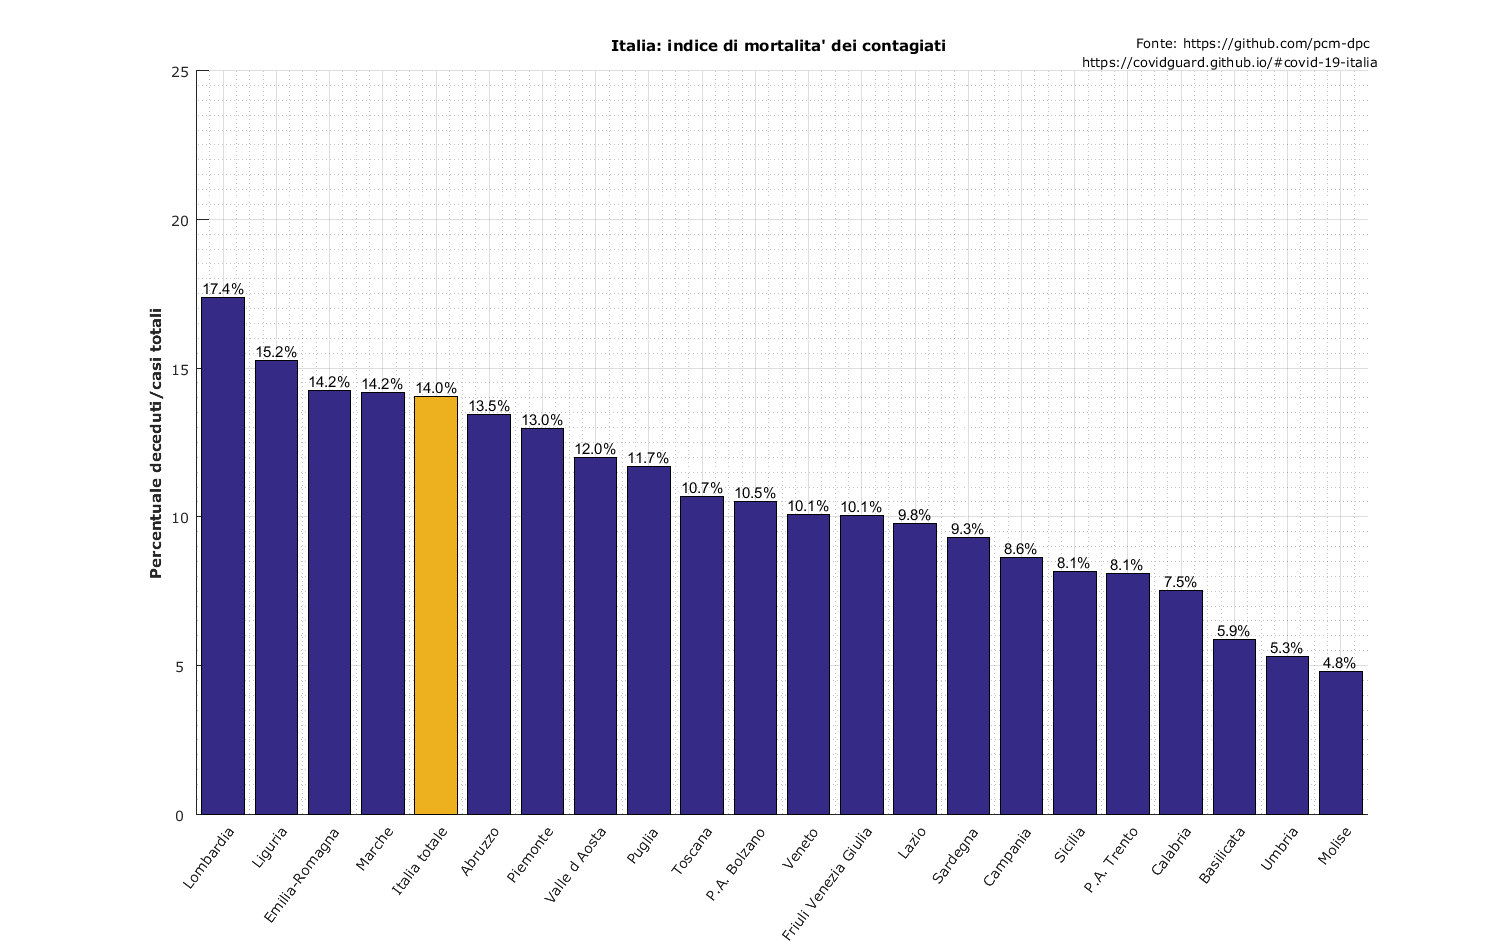 Italia: indice di mortalita' dei contagiati
Fonte: https://github.com/pcm-dpc
https://covidguard.github.io/#covid-19-italia
Percentuale deceduti/casi totali
25
20
15
10
5
0
17.4%
15.2%
14.2%
14.2%
14.0%
13.5%
13.0%
12.0%
11.7%
10.7%
10.5%
10.1%
10.1%
9.8%
9.3%
8.6%
8.1%
8.1%
7.5%
5.9%
5.3%
4.8%
Lombardia
Liguria
Emilia-Romagna
Marche
Italia totale
Abruzzo
Piemonte
Valle d Aosta
Puglia
Toscana
P.A. Bolzano
Veneto
Friuli Venezia Giulia
Lazio
Sardegna
Campania
Sicilia
P.A. Trento
Calabria
Basilicata
Umbria
Molise